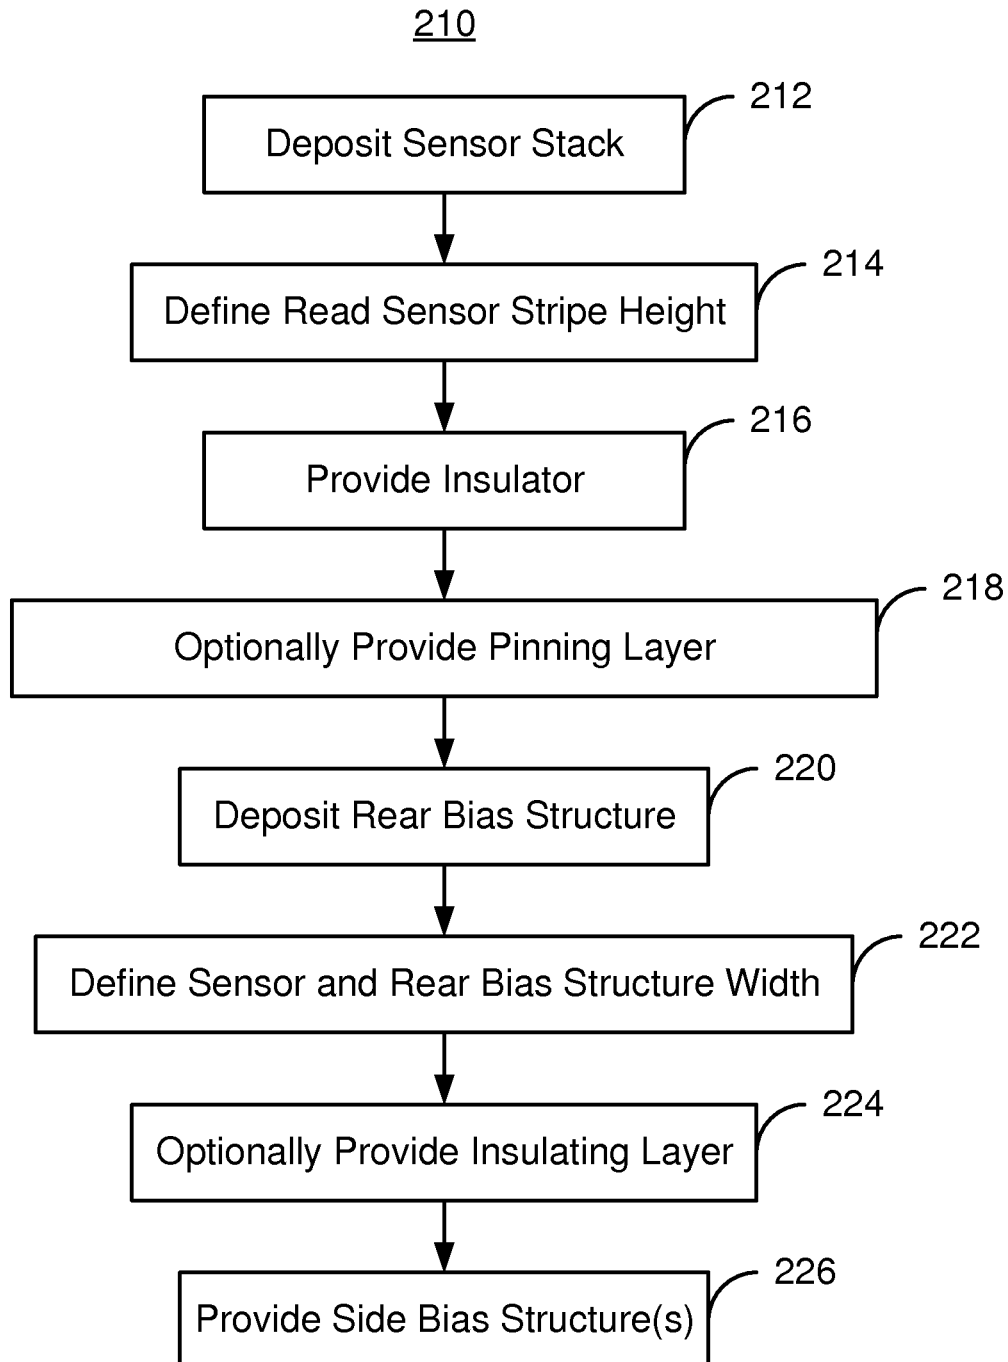 210
212
Deposit Sensor Stack
214
Define Read Sensor Stripe Height
216
Provide Insulator
218
Optionally Provide Pinning Layer
220
Deposit Rear Bias Structure
222
Define Sensor and Rear Bias Structure Width
224
Optionally Provide Insulating Layer
226
Provide Side Bias Structure(s)